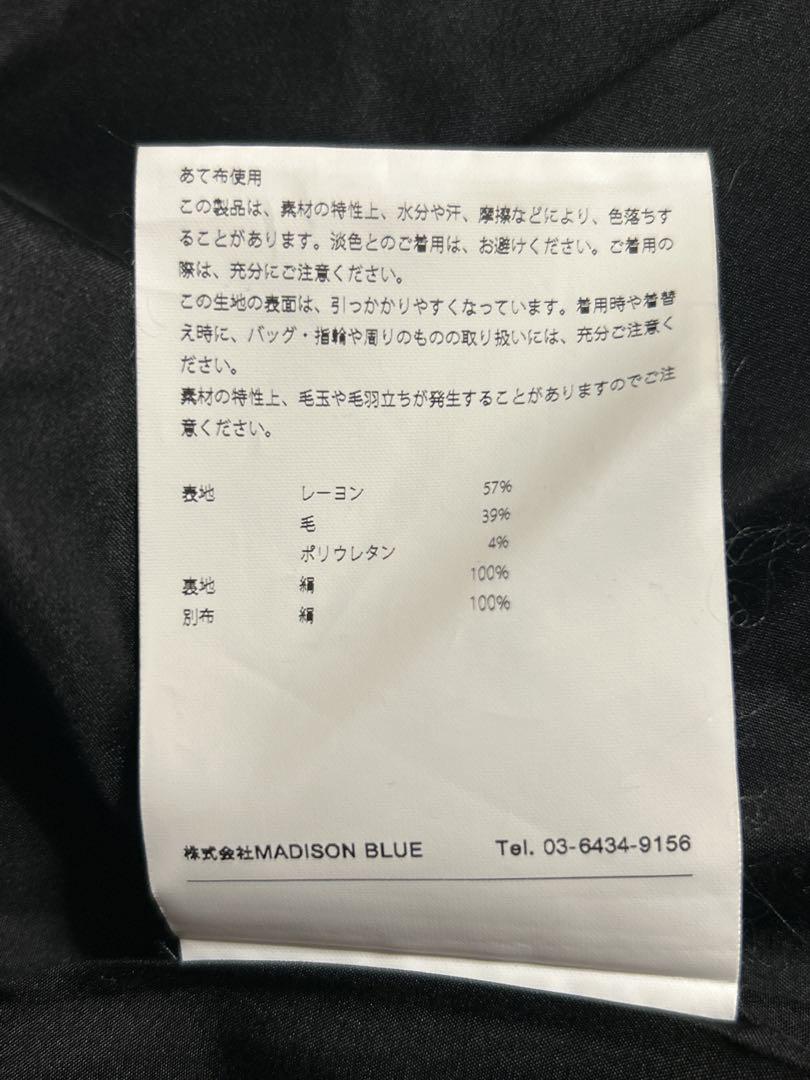 あて布使用
この製品は、素材の特性上、水分や汗、摩擦などにより、色落ちす
ることがあります。淡色とのご着用は、お避けください。ご着用の
際は、充分にご注意ください。
この生地の表面は、引っかかりやすくなっています。着用時や着替
え時に、バッグ・指輪や周りのものの取り扱いには、充分ご注意く
ださい。
素材の特性上、毛玉や毛羽立ちが発生することがありますのでご注
意ください。
表地 レーヨン 57%
毛 39%
ポリウレタン 4%
裏地 絹 100%
別布 絹 100%
株式会社MADISON BLUE Tel. 03-6434-9156